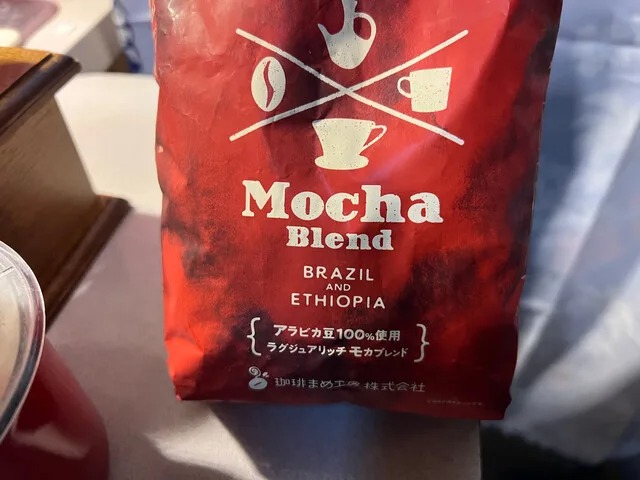 Mocha
Blend
BRAZIL
AND
ETHIOPIA
アラビカ豆100%使用
ラグジュアリッチ モカブレンド
珈琲まめ工房 株式会社